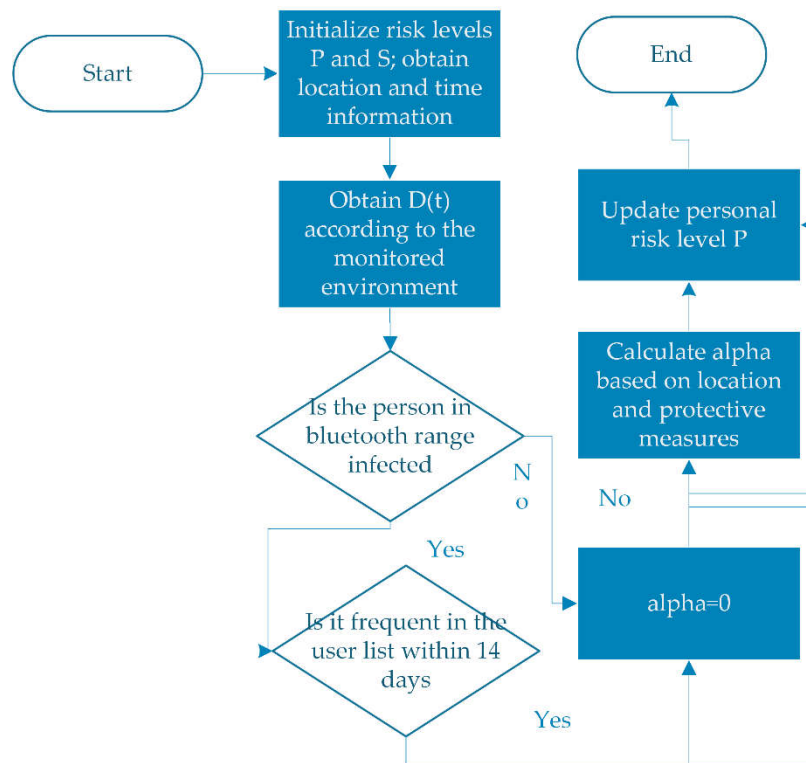 Start
Initialize risk levels
P and S; obtain
location and time
information
Obtain D(t)
according to the
monitored
environment
Is the person in
bluetooth range
infected
N
o
Yes
Is it frequent in the
user list within 14
days
Yes
End
Update personal
risk level P
Calculate alpha
based on location
and protective
measures
No
alpha=0